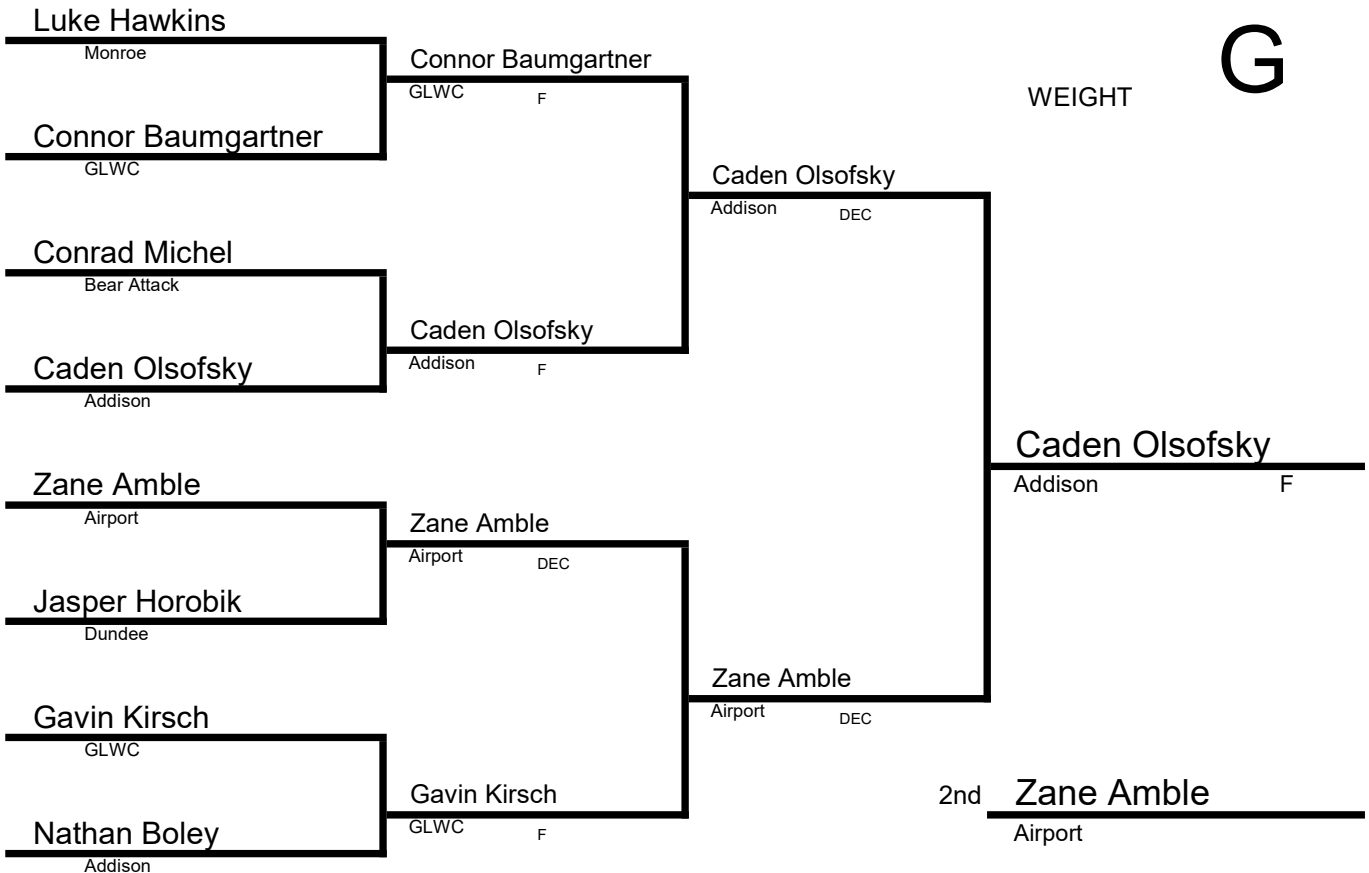 Luke Hawkins
Monroe
Connor Baumgartner
GLWC
Conrad Michel
Bear Attack
Caden Olsofsky
Addison
Zane Amble
Airport
Jasper Horobik
Dundee
Gavin Kirsch
GLWC
Nathan Boley
Addison
Connor Baumgartner
GLWC F
Caden Olsofsky
Addison F
Zane Amble
Airport DEC
Gavin Kirsch
GLWC F
Caden Olsofsky
Addison DEC
Zane Amble
Airport DEC
WEIGHT G
Caden Olsofsky
Addison F
2nd Zane Amble
Airport